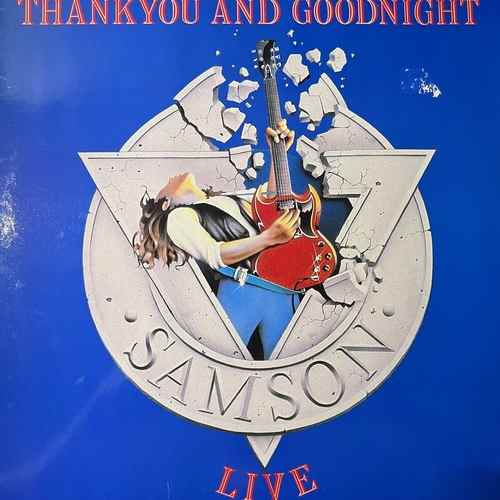 THANKYOU AND GOODNIGHT
· SAMSON ·
LIVE